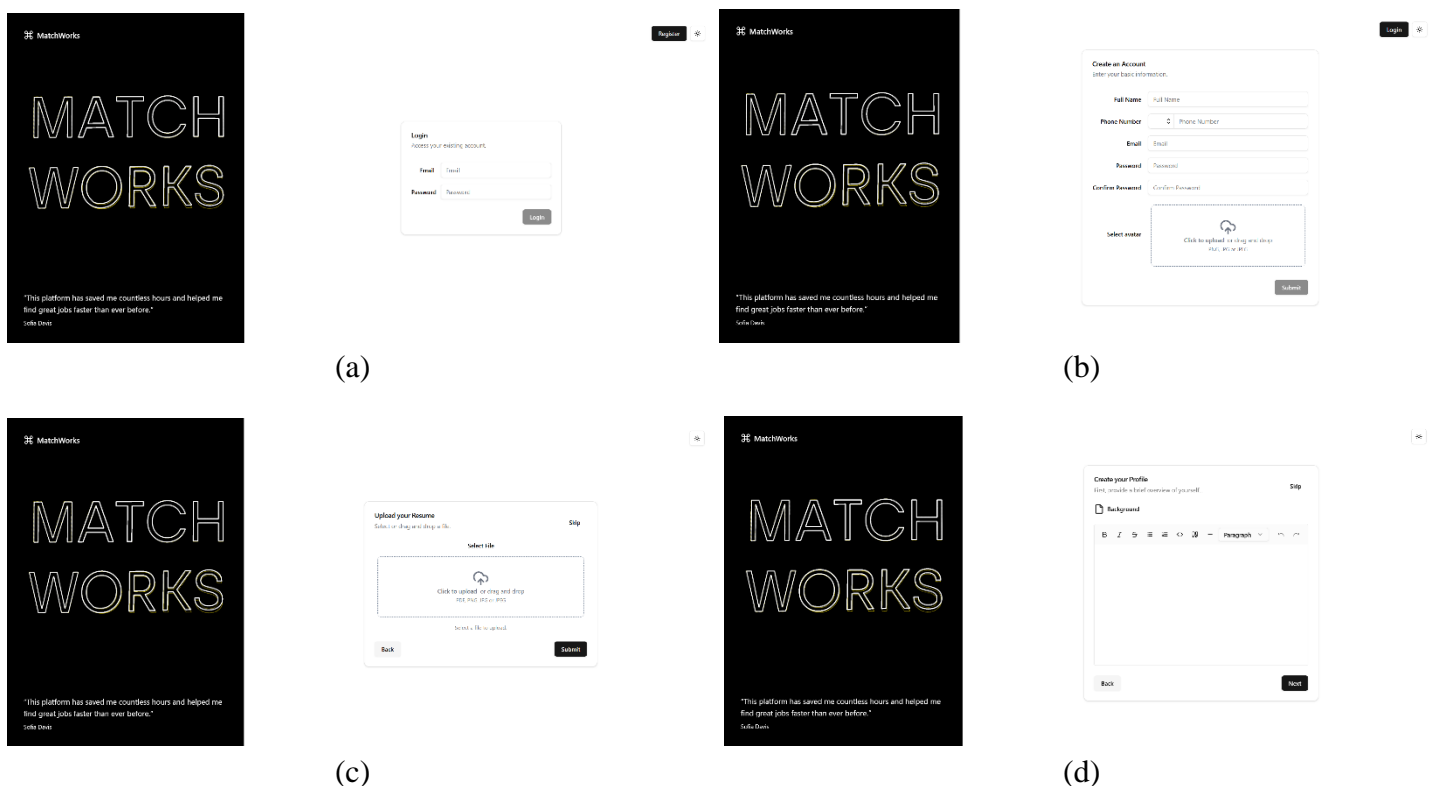 MatchWorks
Register
MATCH
WORKS
Login
Access your existing account.
Email Email
Password Password
Login
"This platform has saved me countless hours and helped me
find great jobs faster than ever before."
Sofia Davis
(a)
MatchWorks
Login
MATCH
WORKS
Create an Account
Enter your basic information.
Full Name Full Name
Phone Number Phone Number
Email Email
Password Password
Confirm Password Confirm Password
Select avatar
Click to upload or drag and drop
PNG, JPG or JPEG
Submit
"This platform has saved me countless hours and helped me
find great jobs faster than ever before."
Sofia Davis
(b)
MatchWorks
MATCH
WORKS
Upload your Resume
Select or drag and drop a file.
Skip
Select File
Click to upload or drag and drop
PDF, PNG, JPG or JPEG
Select a file to upload.
Back
Submit
"This platform has saved me countless hours and helped me
find great jobs faster than ever before."
Sofia Davis
(c)
MatchWorks
MATCH
WORKS
Create your Profile
First, provide a brief overview of yourself.
Skip
Background
B I S Paragraph
Back
Next
"This platform has saved me countless hours and helped me
find great jobs faster than ever before."
Sofia Davis
(d)